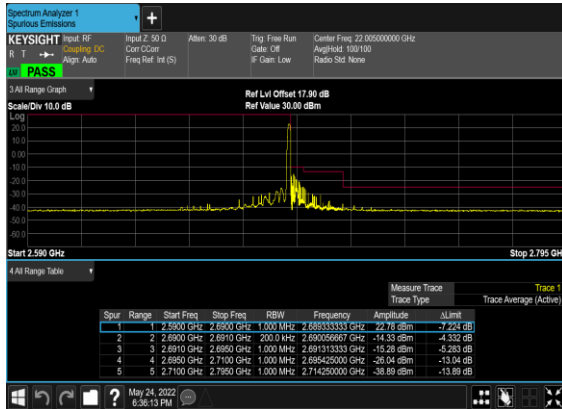 Spectrum Analyzer 1
Spurious Emissions
+
KEYSIGHT
R T
LW PASS
Input: RF
Coupling: DC
Align: Auto
Input Z: 50 Ω
Corr CCorr
Freq Ref: Int (S)
Atten: 30 dB
Trig: Free Run
Gate: Off
IF Gain: Low
Center Freq: 22.005000000 GHz
Avg|Hold: 100/100
Radio Std: None
3 All Range Graph
Scale/Div 10.0 dB
Ref Lvl Offset 17.90 dB
Ref Value 30.00 dBm
Log
20.0
10.0
0.00
-10.0
-20.0
-30.0
-40.0
-50.0
-60.0
Start 2.590 GHz
Stop 2.795 GH
4 All Range Table
Measure Trace Trace 1
Trace Type Trace Average (Active)
Spur Range Start Freq Stop Freq RBW Frequency Amplitude ΔLimit
1 1 2.5900 GHz 2.6900 GHz 1.000 MHz 2.689333333 GHz 22.78 dBm -7.224 dB
2 2 2.6900 GHz 2.6910 GHz 200.0 kHz 2.690056667 GHz -14.33 dBm -4.332 dB
3 3 2.6910 GHz 2.6950 GHz 1.000 MHz 2.691313333 GHz -15.28 dBm -5.283 dB
4 4 2.6950 GHz 2.7100 GHz 1.000 MHz 2.695425000 GHz -26.04 dBm -13.04 dB
5 5 2.7100 GHz 2.7950 GHz 1.000 MHz 2.714250000 GHz -38.89 dBm -13.89 dB
?
May 24, 2022
6:36:13 PM